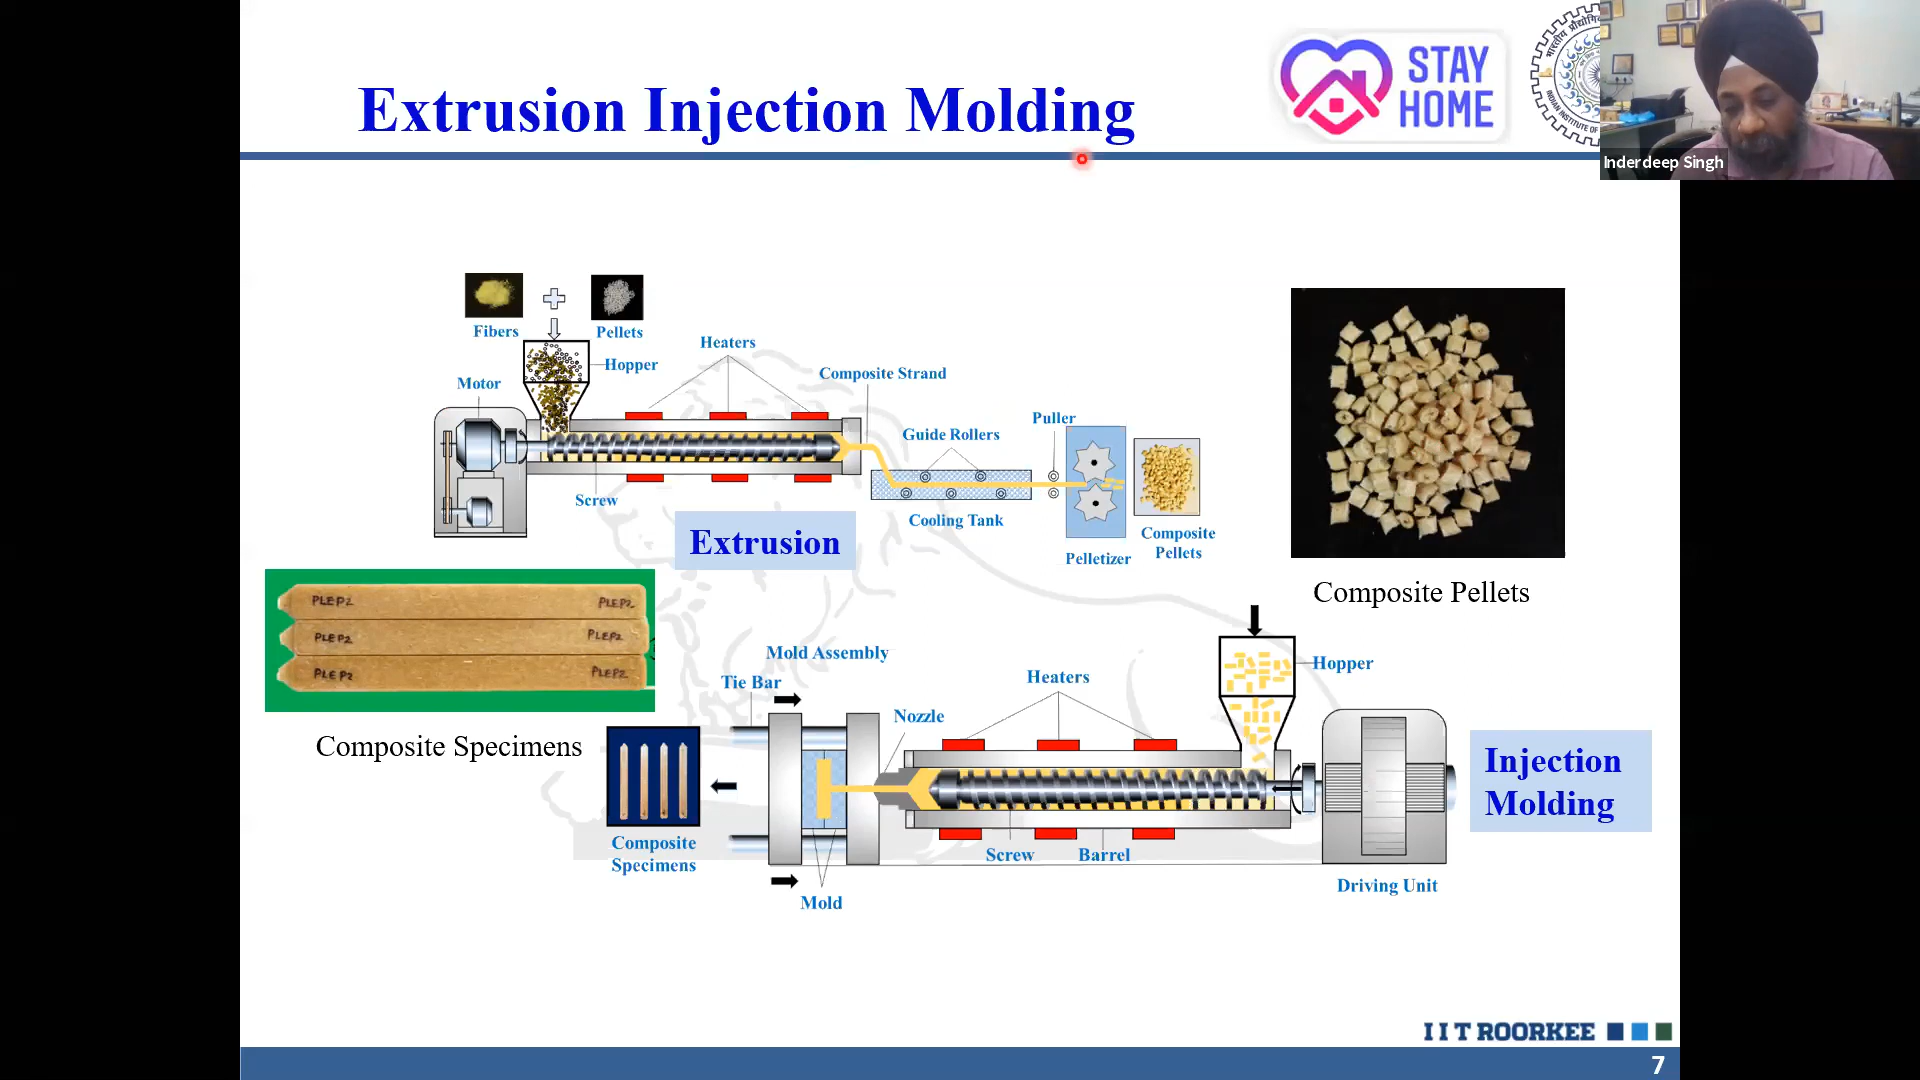 Extrusion Injection Molding
STAY
HOME
Inderdeep Singh
Fibers
Pellets
Hopper
Motor
Heaters
Composite Strand
Guide Rollers
Puller
Screw
Cooling Tank
Extrusion
Pelletizer
Composite
Pellets
Composite Pellets
PLEP2
PLEP2
PLEP2
PLEP2
PLEP2
PLEP2
Composite Specimens
Mold Assembly
Tie Bar
Nozzle
Heaters
Hopper
Injection
Molding
Composite
Specimens
Screw
Barrel
Mold
Driving Unit
IIT ROORKEE
7